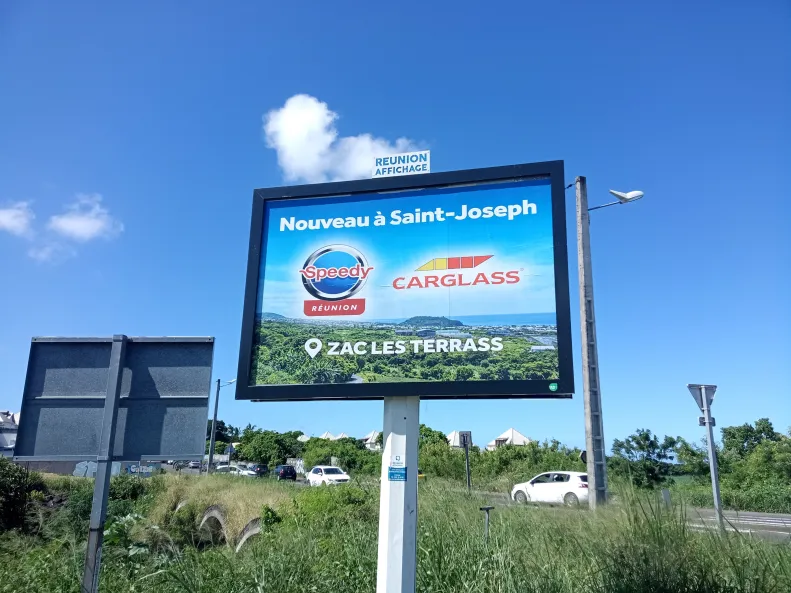 REUNION
AFFICHAGE
Nouveau à Saint-Joseph
Speedy
RÉUNION
CARGLASS®
ZAC LES TERRASS